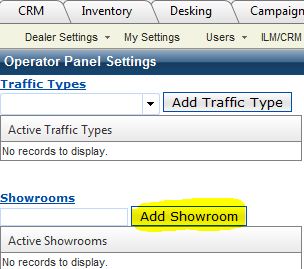 CRM Inventory Desking Campaign
Dealer Settings My Settings Users ILM/CRM
Operator Panel Settings
Traffic Types
Add Traffic Type
Active Traffic Types
No records to display.
Showrooms
Add Showroom
Active Showrooms
No records to display.